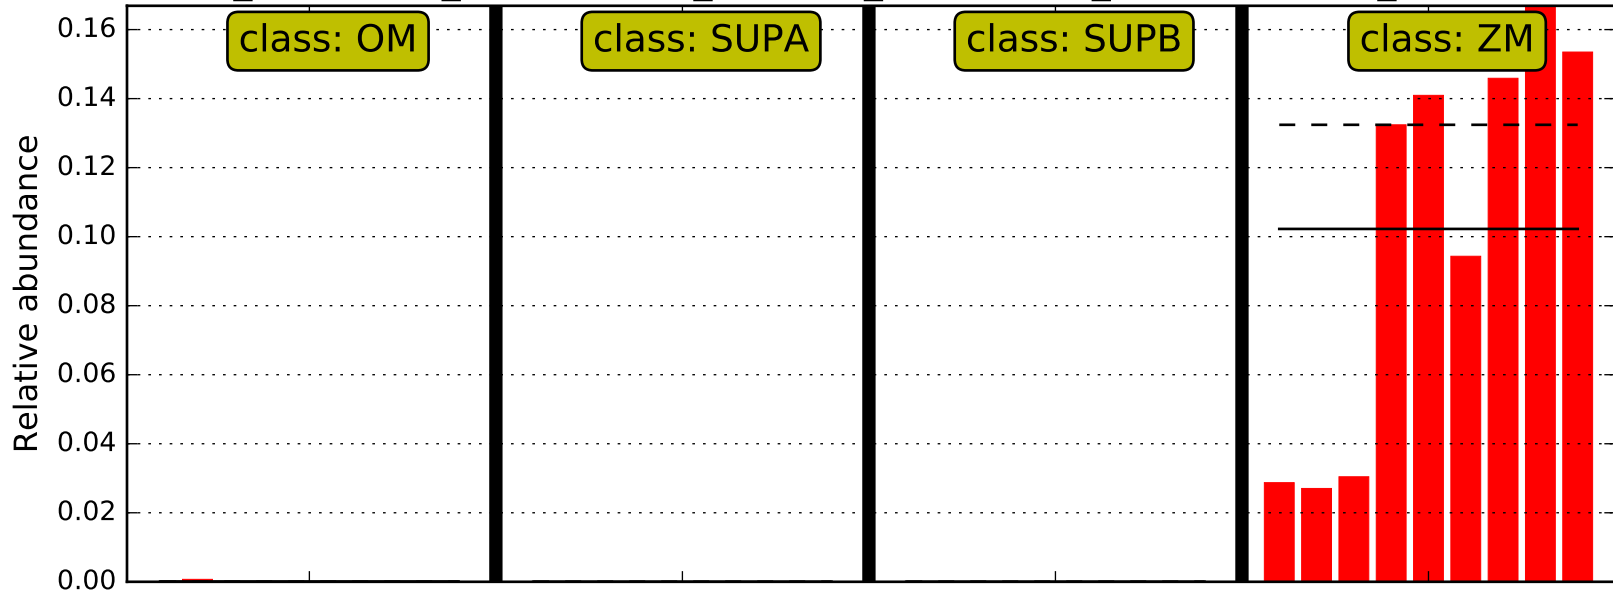 class: OM
class: SUPA
class: SUPB
class: ZM
Relative abundance
0.16
0.14
0.12
0.10
0.08
0.06
0.04
0.02
0.00